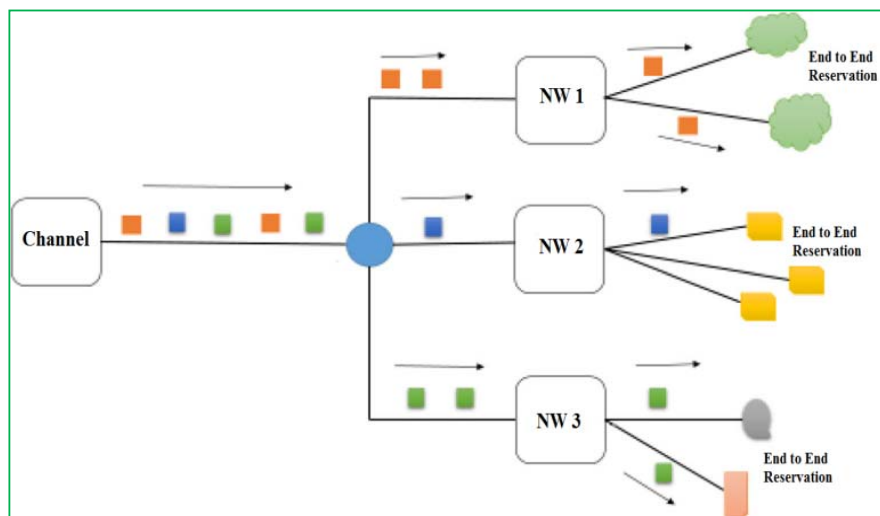 NW 1
End to End
Reservation
Channel
NW 2
End to End
Reservation
NW 3
End to End
Reservation